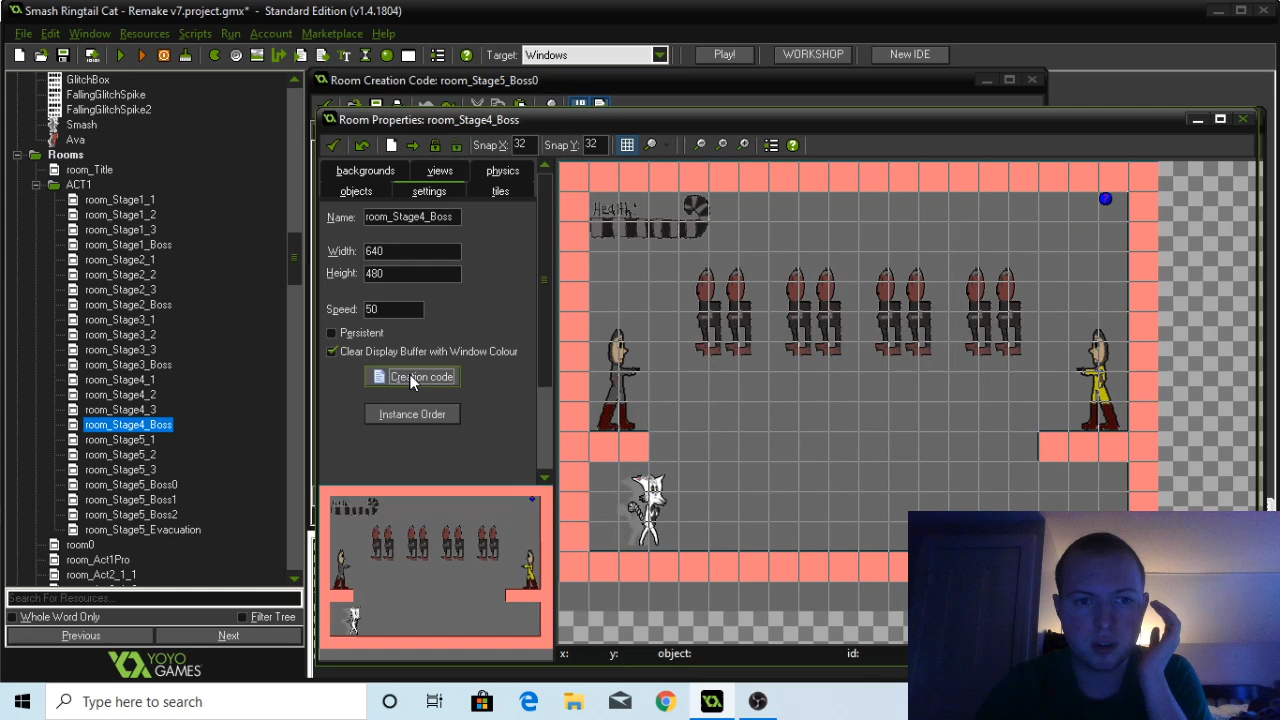 Smash Ringtail Cat - Remake v7.project.gmx* - Standard Edition (v1.4.1804)
File Edit Window Resources Scripts Run Account Marketplace Help
Target: Windows Play! WORKSHOP New IDE
GlitchBox
FallingGlitchSpike
FallingGlitchSpike2
Smash
Ava
Rooms
room_Title
ACT1
room_Stage1_1
room_Stage1_2
room_Stage1_3
room_Stage1_Boss
room_Stage2_1
room_Stage2_2
room_Stage2_3
room_Stage2_Boss
room_Stage3_1
room_Stage3_2
room_Stage3_3
room_Stage3_Boss
room_Stage4_1
room_Stage4_2
room_Stage4_3
room_Stage4_Boss
room_Stage5_1
room_Stage5_2
room_Stage5_3
room_Stage5_Boss0
room_Stage5_Boss1
room_Stage5_Boss2
room_Stage5_Evacuation
room0
room_Act1Pro
room_Act2_1_1
Search For Resources...
Whole Word Only Filter Tree
Previous Next
YOYO
GAMES
Room Creation Code: room_Stage5_Boss0
Room Properties: room_Stage4_Boss
Snap X: 32 Snap Y: 32
backgrounds views physics
objects settings tiles
Name: room_Stage4_Boss
Width: 640
Height: 480
Speed: 50
Persistent
Clear Display Buffer with Window Colour
Creation code
Instance Order
Health:
x: y: object: id:
Type here to search